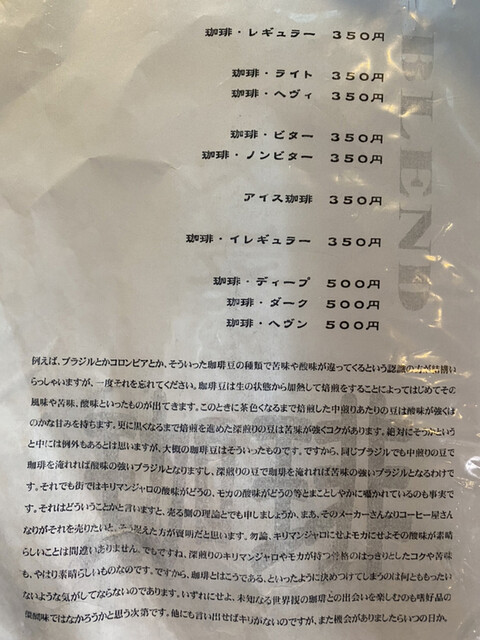 BLEND
珈琲・レギュラー 350円
珈琲・ライト 350円
珈琲・ヘヴィ 350円
珈琲・ビター 350円
珈琲・ノンビター 350円
アイス珈琲 350円
珈琲・イレギュラー 350円
珈琲・ディープ 500円
珈琲・ダーク 500円
珈琲・ヘヴン 500円
例えば、ブラジルとかコロンビアとか、そういった珈琲豆の種類で苦味や酸味が違ってくるという認識の方が結構い
らっしゃいますが、一度それを忘れてください。珈琲豆は生の状態から加熱して焙煎をすることによってはじめてその
風味や苦味、酸味といったものが出てきます。このときに茶色くなるまで焙煎した中煎りあたりの豆は酸味が強くほ
のかな甘みを持ちます。更に黒くなるまで焙煎を進めた深煎りの豆は苦味が強くコクがあります。絶対にそうかという
と中には例外もあるとは思いますが、大概の珈琲豆はそういったものです。ですから、同じブラジルでも中煎りの豆で
珈琲を淹れれば酸味の強いブラジルとなりますし、深煎りの豆で珈琲を淹れれば苦味の強いブラジルとなるわけで
す。それでも街ではキリマンジャロの酸味がどうの、モカの酸味がどうの等とまことしやかに囁かれているのも事実で
す。それはどういうことかと言いますと、売る側の理論とでも申しましょうか、まあ、そのメーカーさんなりコーヒー屋さん
なりがそれを売りたいと、そう捉えた方が賢明だと思います。勿論、キリマンジャロにせよモカにせよその酸味が素晴
らしいことは間違いありません。でもですね、深煎りのキリマンジャロやモカが持つ骨格のはっきりとしたコクや苦味
も、やはり素晴らしいものなのです。ですから、珈琲とはこうである、といったように決めつけてしまうのは何とももったい
ないような気がしてならないのであります。いずれにせよ、未知なる世界後の珈琲との出会いを楽しむのも嗜好品の
醍醐味ではなかろうかと思う次第です。他にも言い出せばキリがないのですが、また機会がありましたらいつの日か。